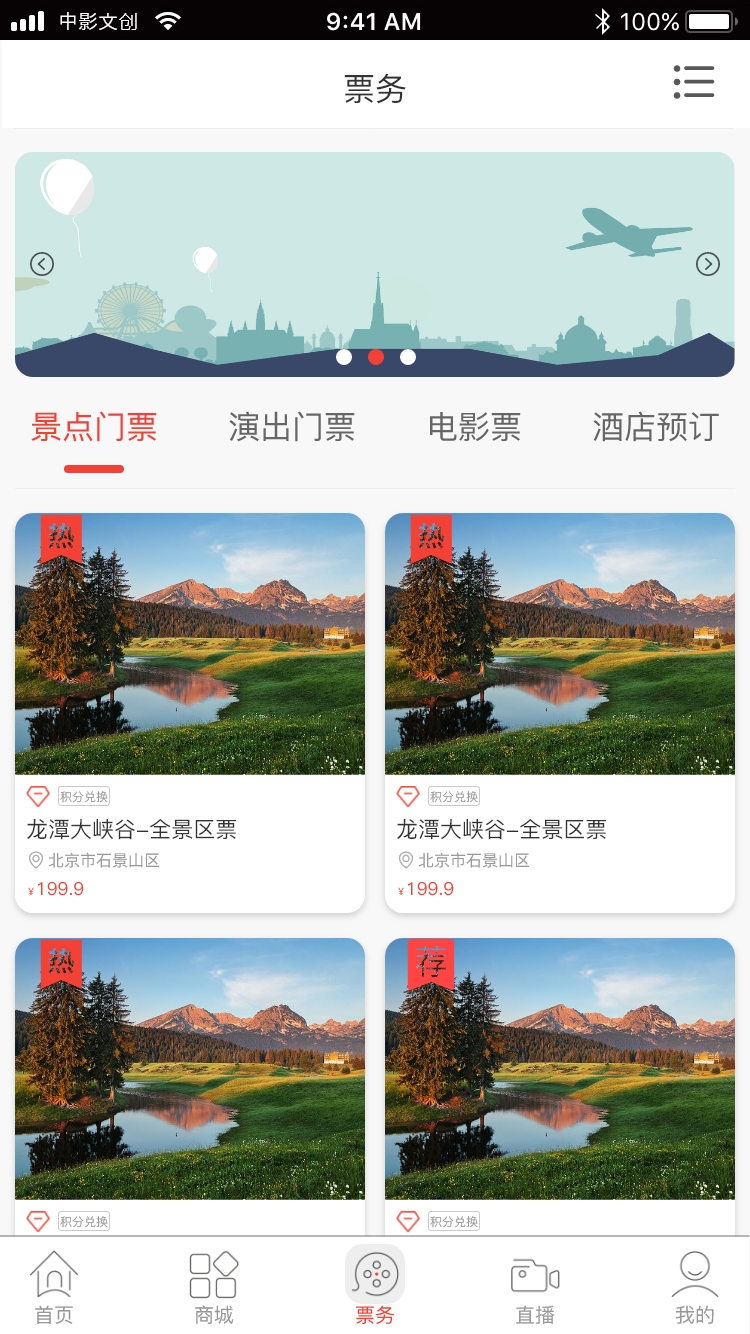 中影文创 9:41 AM 100%
票务
景点门票 演出门票 电影票 酒店预订
热 热
积分兑换 积分兑换
龙潭大峡谷–全景区票 龙潭大峡谷–全景区票
北京市石景山区 北京市石景山区
¥199.9 ¥199.9
热 荐
积分兑换 积分兑换
首页 商城 票务 直播 我的